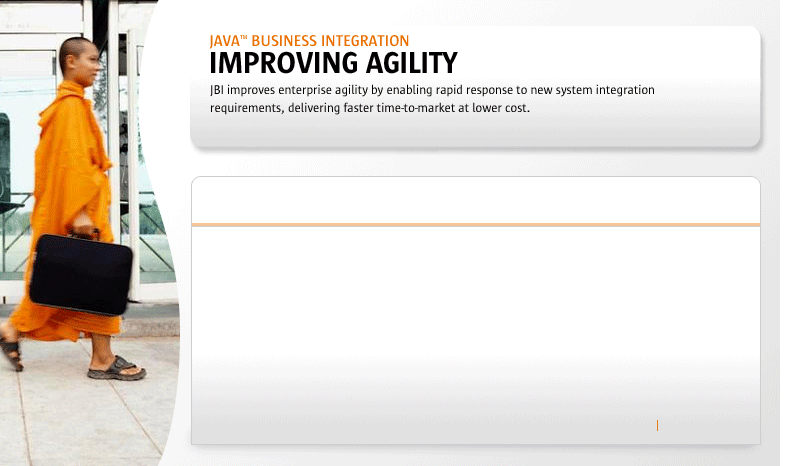 JAVA™ BUSINESS INTEGRATION
IMPROVING AGILITY
JBI improves enterprise agility by enabling rapid response to new system integration
requirements, delivering faster time-to-market at lower cost.